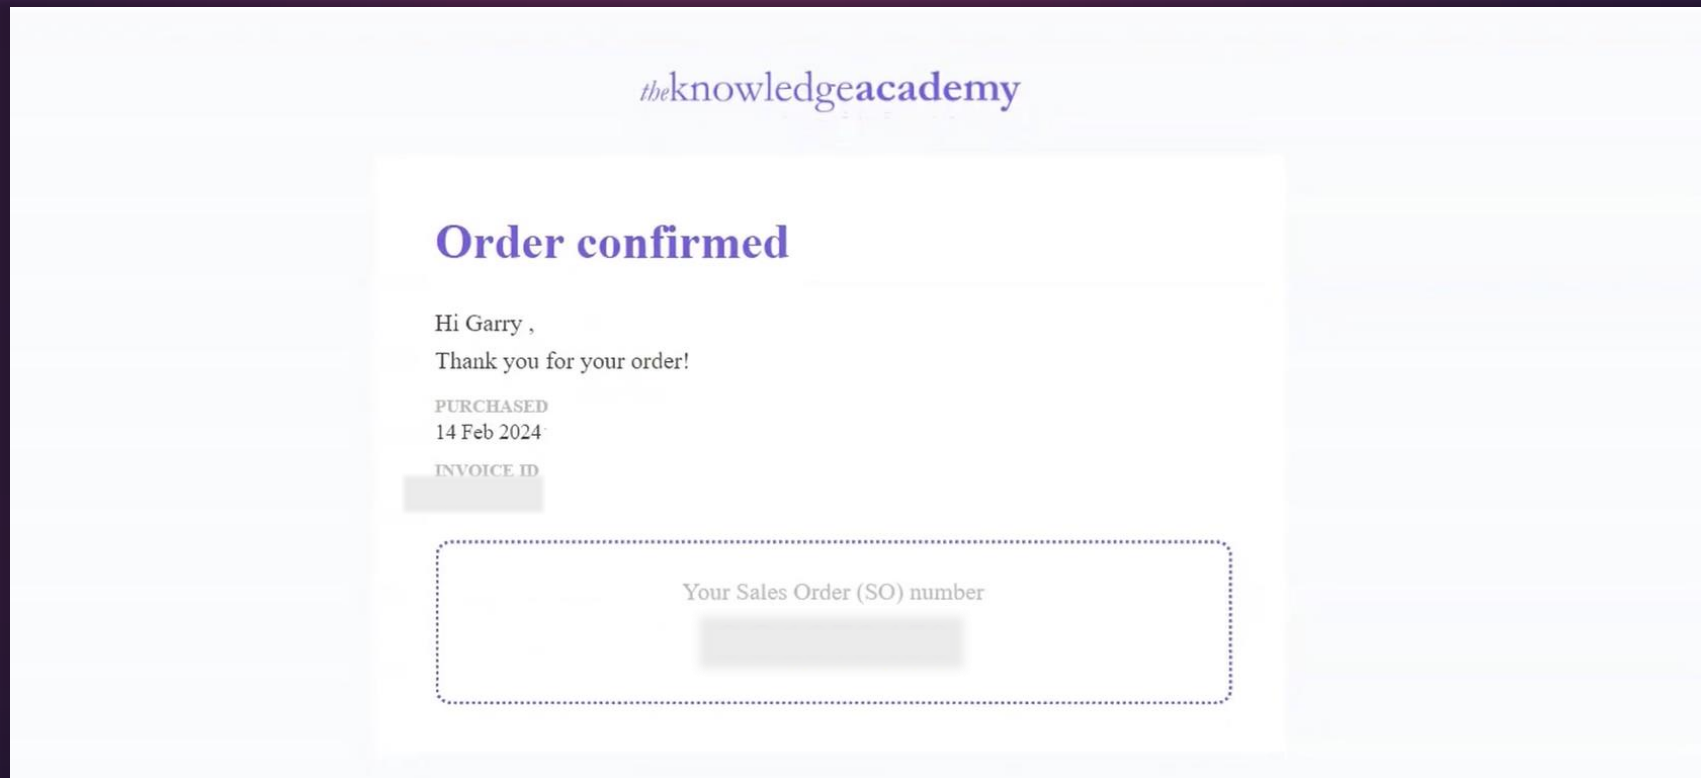 theknowledgeacademy
Order confirmed
Hi Garry ,
Thank you for your order!
PURCHASED
14 Feb 2024
INVOICE ID
Your Sales Order (SO) number